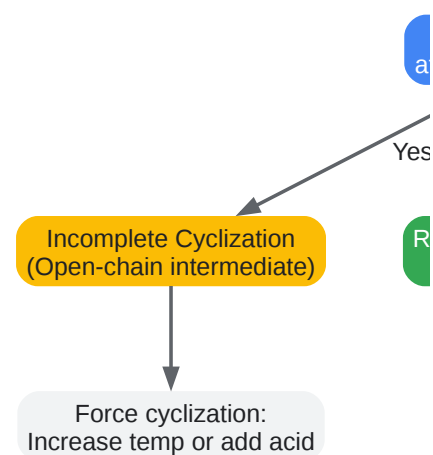 Yes
Incomplete Cyclization
(Open-chain intermediate)
Force cyclization:
Increase temp or add acid